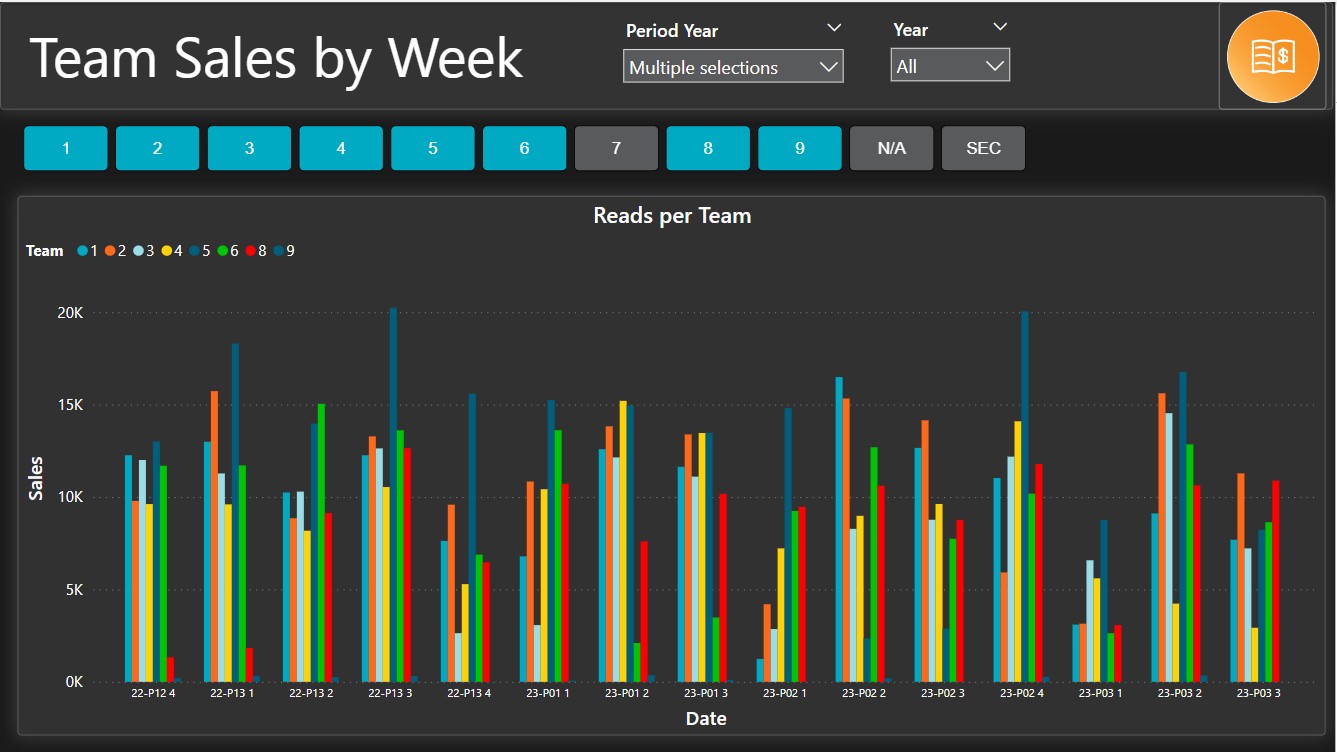 Team Sales by Week
Period Year
Multiple selections
Year
All
$
1 2 3 4 5 6 7 8 9 N/A SEC
Reads per Team
Team 1 2 3 4 5 6 8 9
20K
15K
10K
5K
0K
Sales
22-P12 4 22-P13 1 22-P13 2 22-P13 3 22-P13 4 23-P01 1 23-P01 2 23-P01 3 23-P02 1 23-P02 2 23-P02 3 23-P02 4 23-P03 1 23-P03 2 23-P03 3
Date